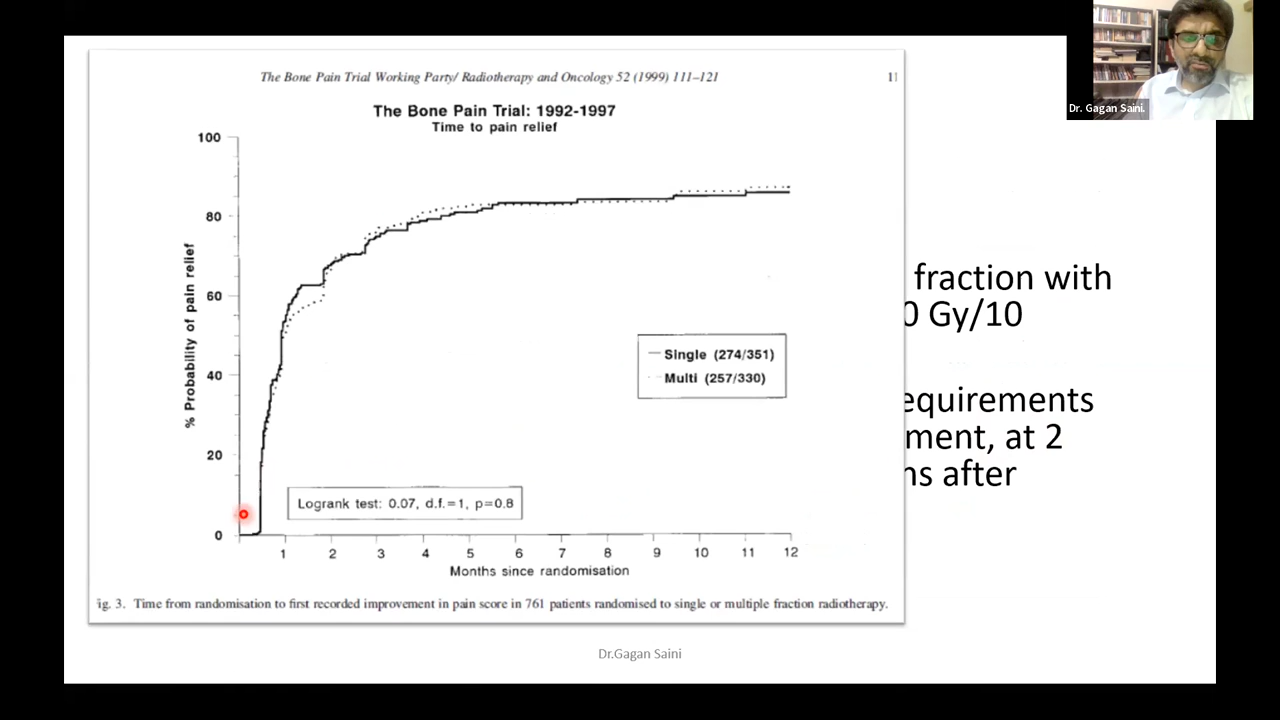 The Bone Pain Trial Working Party/ Radiotherapy and Oncology 52 (1999) 111–121
11
The Bone Pain Trial: 1992-1997
Time to pain relief
100
80
60
40
20
0
% Probability of pain relief
Single (274/351)
Multi (257/330)
Logrank test: 0.07, d.f.=1, p=0.8
1 2 3 4 5 6 7 8 9 10 11 12
Months since randomisation
ig. 3. Time from randomisation to first recorded improvement in pain score in 761 patients randomised to single or multiple fraction radiotherapy.
fraction with
0 Gy/10
equirements
ment, at 2
ns after
Dr.Gagan Saini
Dr. Gagan Saini.